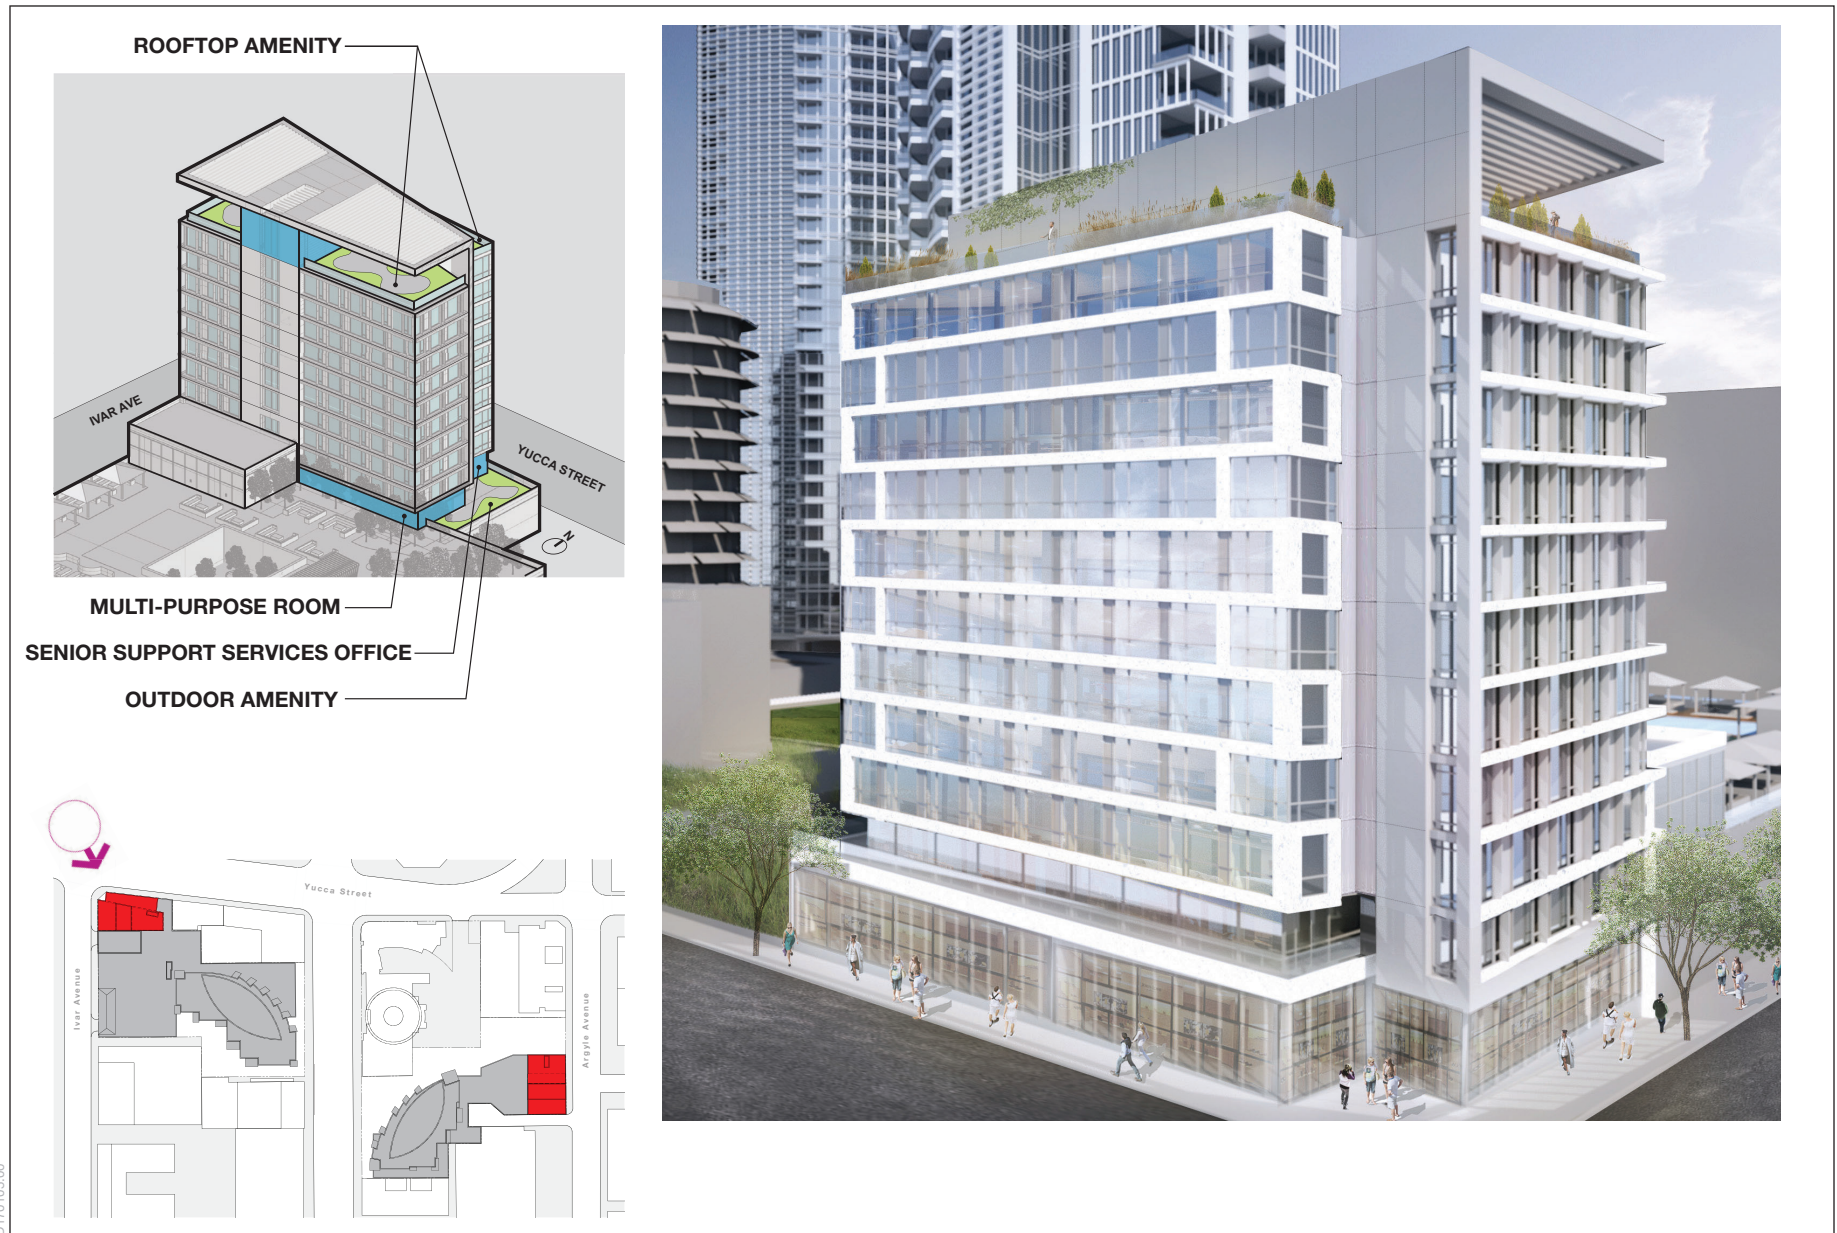 ROOFTOP AMENITY
IVAR AVE
YUCCA STREET
N
MULTI-PURPOSE ROOM
SENIOR SUPPORT SERVICES OFFICE
OUTDOOR AMENITY
Yucca Street
Ivar Avenue
Argyle Avenue